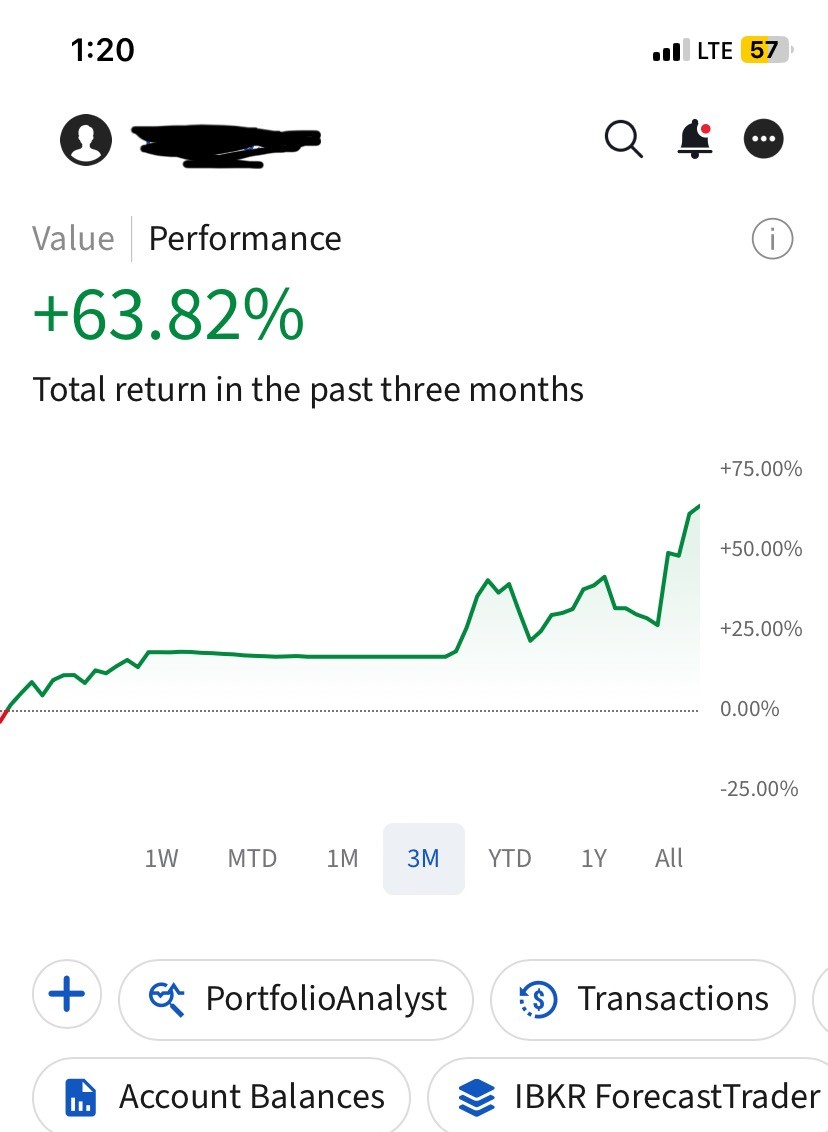 1:20 LTE 57
Value Performance
+63.82%
Total return in the past three months
+75.00%
+50.00%
+25.00%
0.00%
-25.00%
1W MTD 1M 3M YTD 1Y All
PortfolioAnalyst Transactions
Account Balances IBKR ForecastTrader